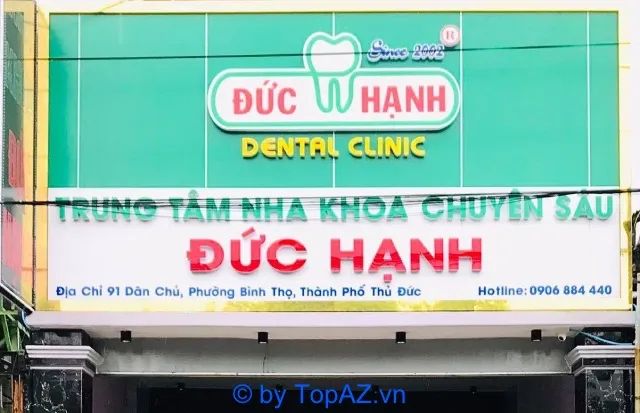 Since 2002 ®
ĐỨC HẠNH
DENTAL CLINIC
TRUNG TÂM NHA KHOA CHUYÊN SÂU
ĐỨC HẠNH
Địa Chỉ 91 Dân Chủ, Phường Bình Thọ, Thành Phố Thủ Đức Hotline: 0906 884 440
© by TopAZ.vn